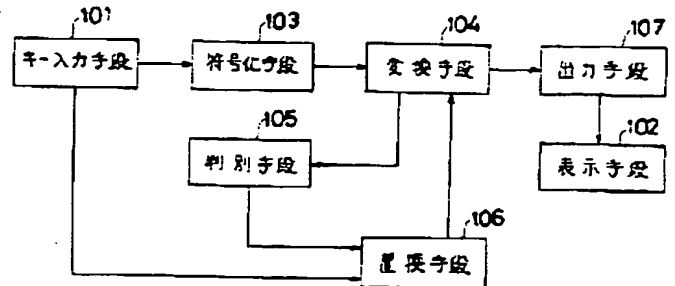 101
キー入力手段
103
符号化手段
104
変換手段
107
出力手段
105
判別手段
102
表示手段
106
置換手段